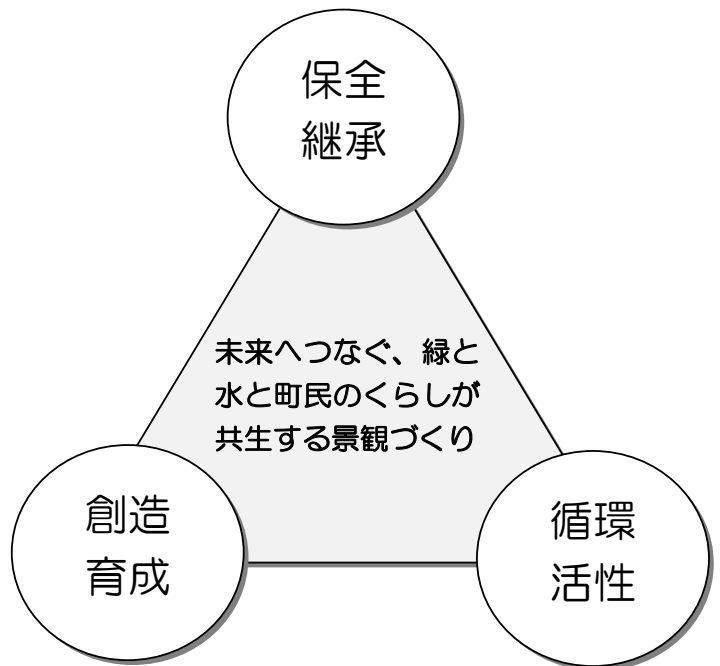 保全
継承
未来へつなぐ、緑と
水と町民のくらしが
共生する景観づくり
創造
育成
循環
活性